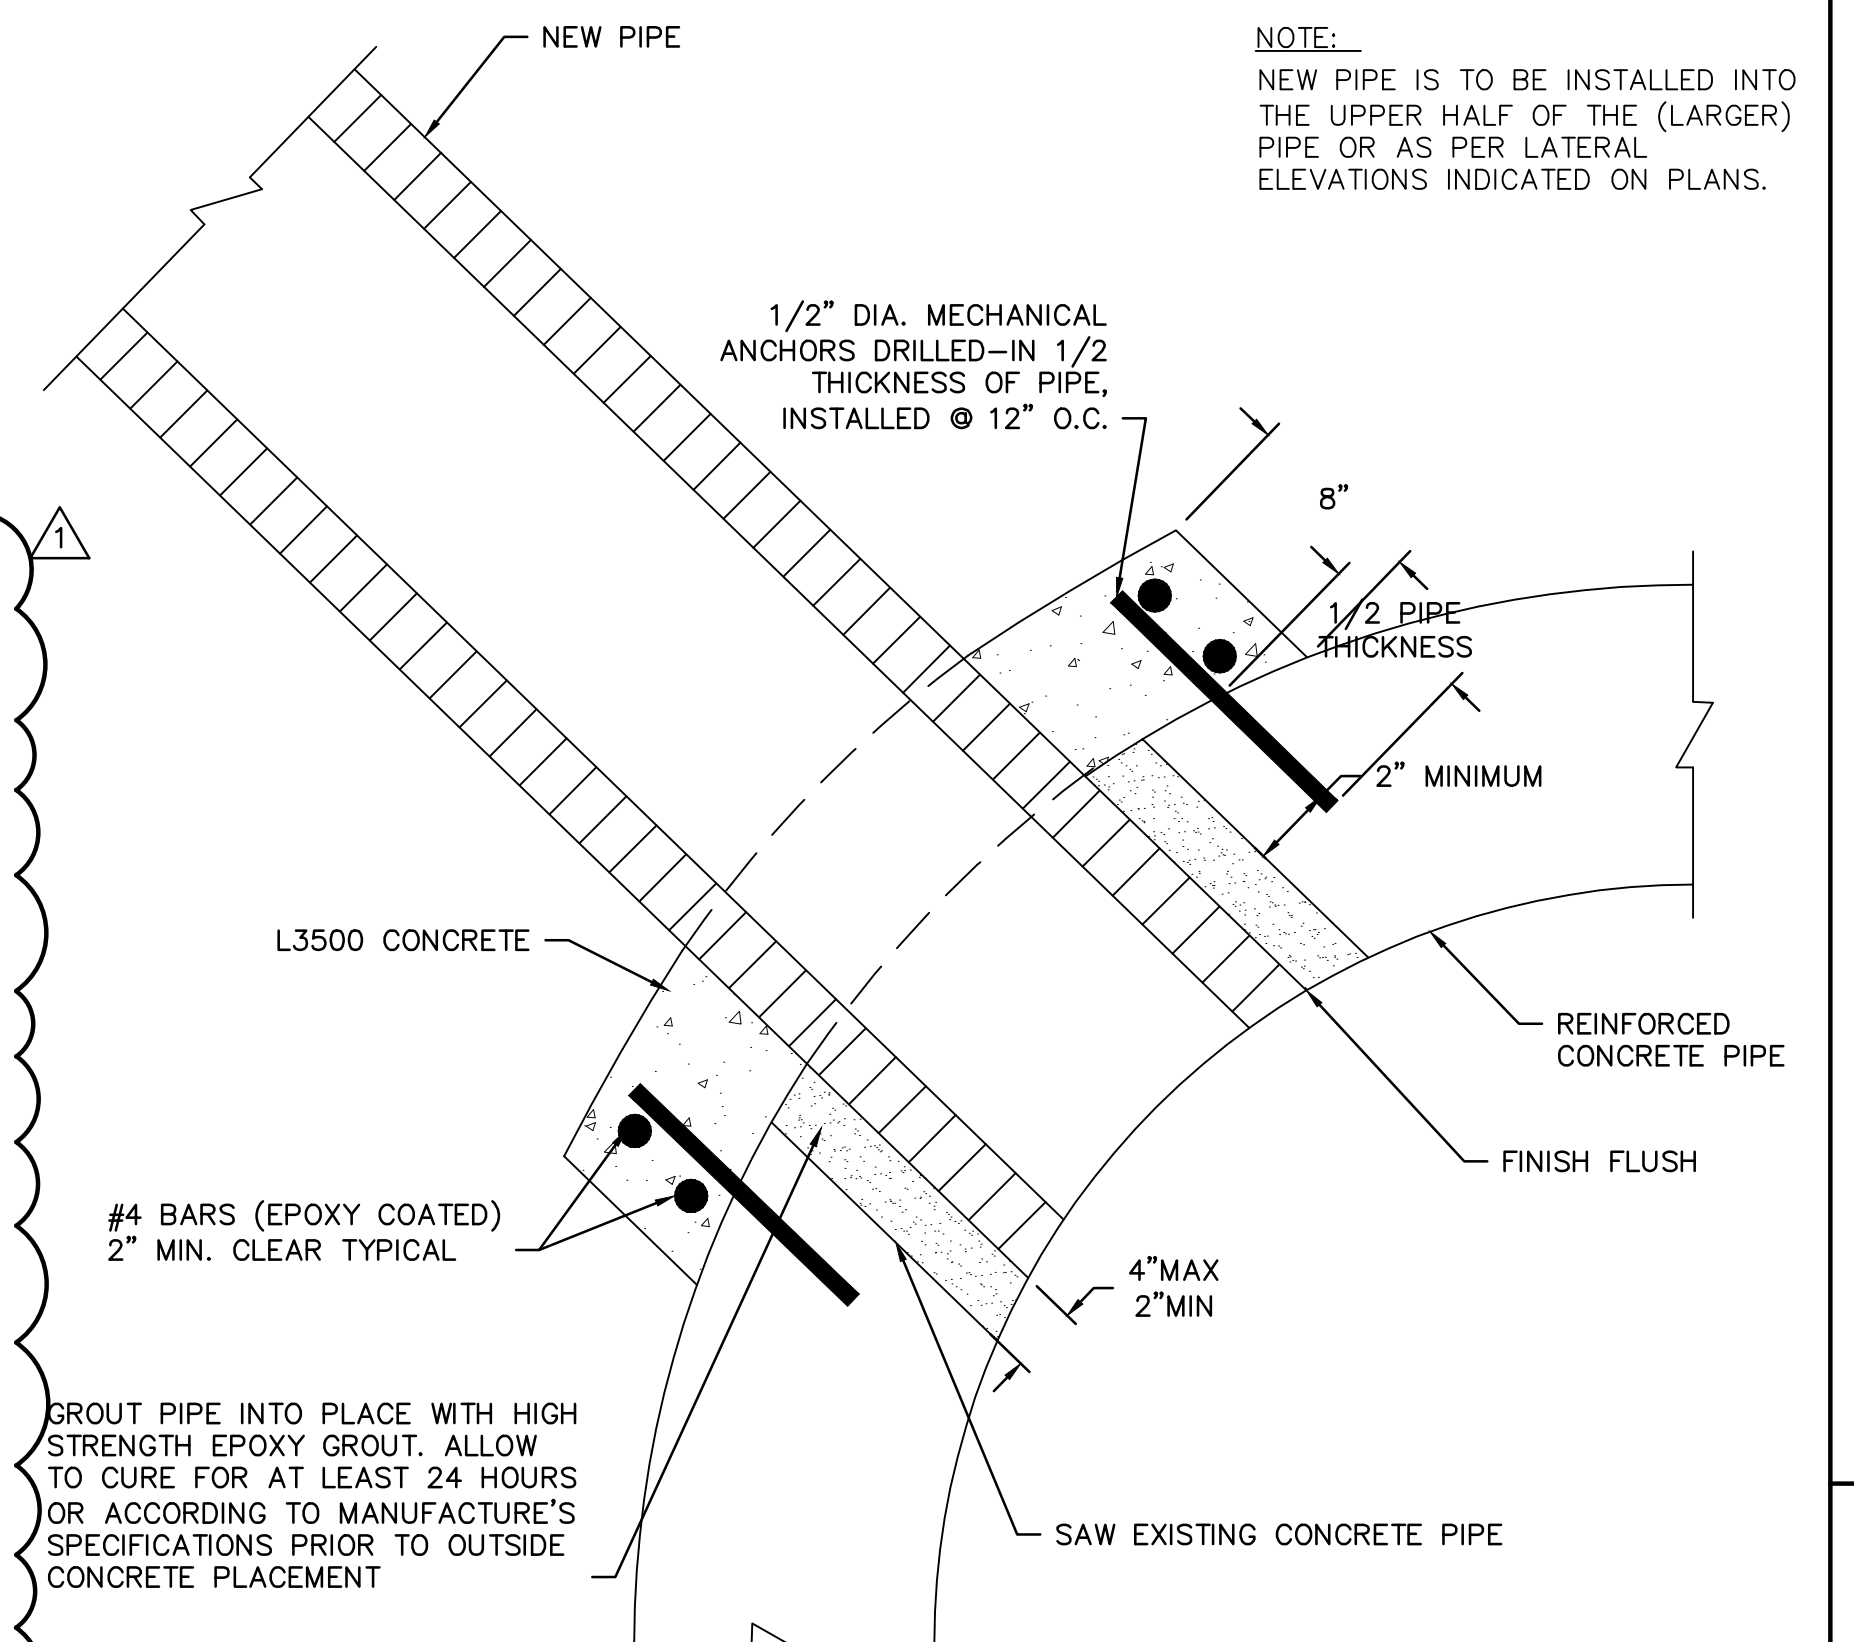 NEW PIPE
NOTE:
NEW PIPE IS TO BE INSTALLED INTO
THE UPPER HALF OF THE (LARGER)
PIPE OR AS PER LATERAL
ELEVATIONS INDICATED ON PLANS.
1/2" DIA. MECHANICAL
ANCHORS DRILLED-IN 1/2
THICKNESS OF PIPE,
INSTALLED @ 12" O.C.
8"
1
1/2 PIPE
THICKNESS
2" MINIMUM
L3500 CONCRETE
REINFORCED
CONCRETE PIPE
FINISH FLUSH
#4 BARS (EPOXY COATED)
2" MIN. CLEAR TYPICAL
4"MAX
2"MIN
GROUT PIPE INTO PLACE WITH HIGH
STRENGTH EPOXY GROUT. ALLOW
TO CURE FOR AT LEAST 24 HOURS
OR ACCORDING TO MANUFACTURE'S
SPECIFICATIONS PRIOR TO OUTSIDE
CONCRETE PLACEMENT
SAW EXISTING CONCRETE PIPE